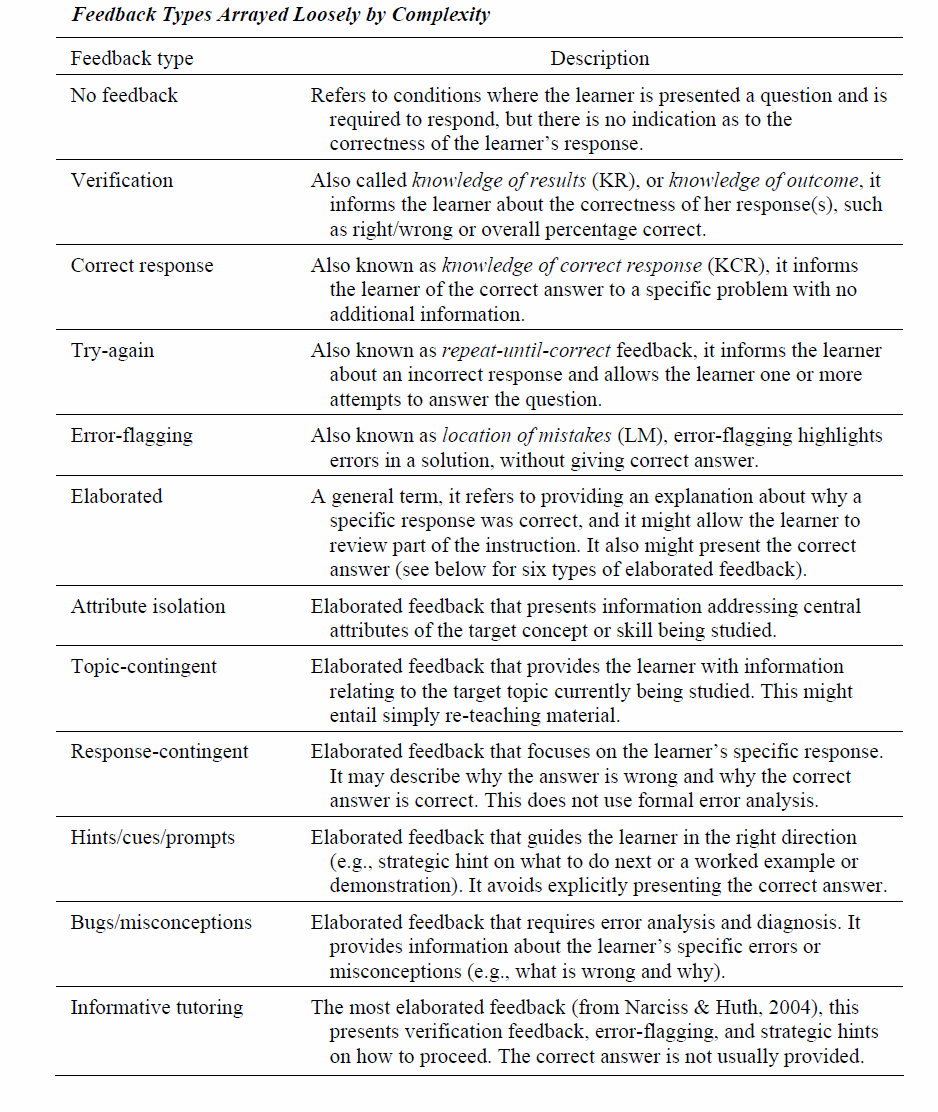 Feedback Types Arrayed Loosely by Complexity
Feedback type Description
No feedback Refers to conditions where the learner is presented a question and is
required to respond, but there is no indication as to the
correctness of the learner's response.
Verification Also called knowledge of results (KR), or knowledge of outcome, it
informs the learner about the correctness of her response(s), such
as right/wrong or overall percentage correct.
Correct response Also known as knowledge of correct response (KCR), it informs
the learner of the correct answer to a specific problem with no
additional information.
Try-again Also known as repeat-until-correct feedback, it informs the learner
about an incorrect response and allows the learner one or more
attempts to answer the question.
Error-flagging Also known as location of mistakes (LM), error-flagging highlights
errors in a solution, without giving correct answer.
Elaborated A general term, it refers to providing an explanation about why a
specific response was correct, and it might allow the learner to
review part of the instruction. It also might present the correct
answer (see below for six types of elaborated feedback).
Attribute isolation Elaborated feedback that presents information addressing central
attributes of the target concept or skill being studied.
Topic-contingent Elaborated feedback that provides the learner with information
relating to the target topic currently being studied. This might
entail simply re-teaching material.
Response-contingent Elaborated feedback that focuses on the learner's specific response.
It may describe why the answer is wrong and why the correct
answer is correct. This does not use formal error analysis.
Hints/cues/prompts Elaborated feedback that guides the learner in the right direction
(e.g., strategic hint on what to do next or a worked example or
demonstration). It avoids explicitly presenting the correct answer.
Bugs/misconceptions Elaborated feedback that requires error analysis and diagnosis. It
provides information about the learner's specific errors or
misconceptions (e.g., what is wrong and why).
Informative tutoring The most elaborated feedback (from Narciss & Huth, 2004), this
presents verification feedback, error-flagging, and strategic hints
on how to proceed. The correct answer is not usually provided.